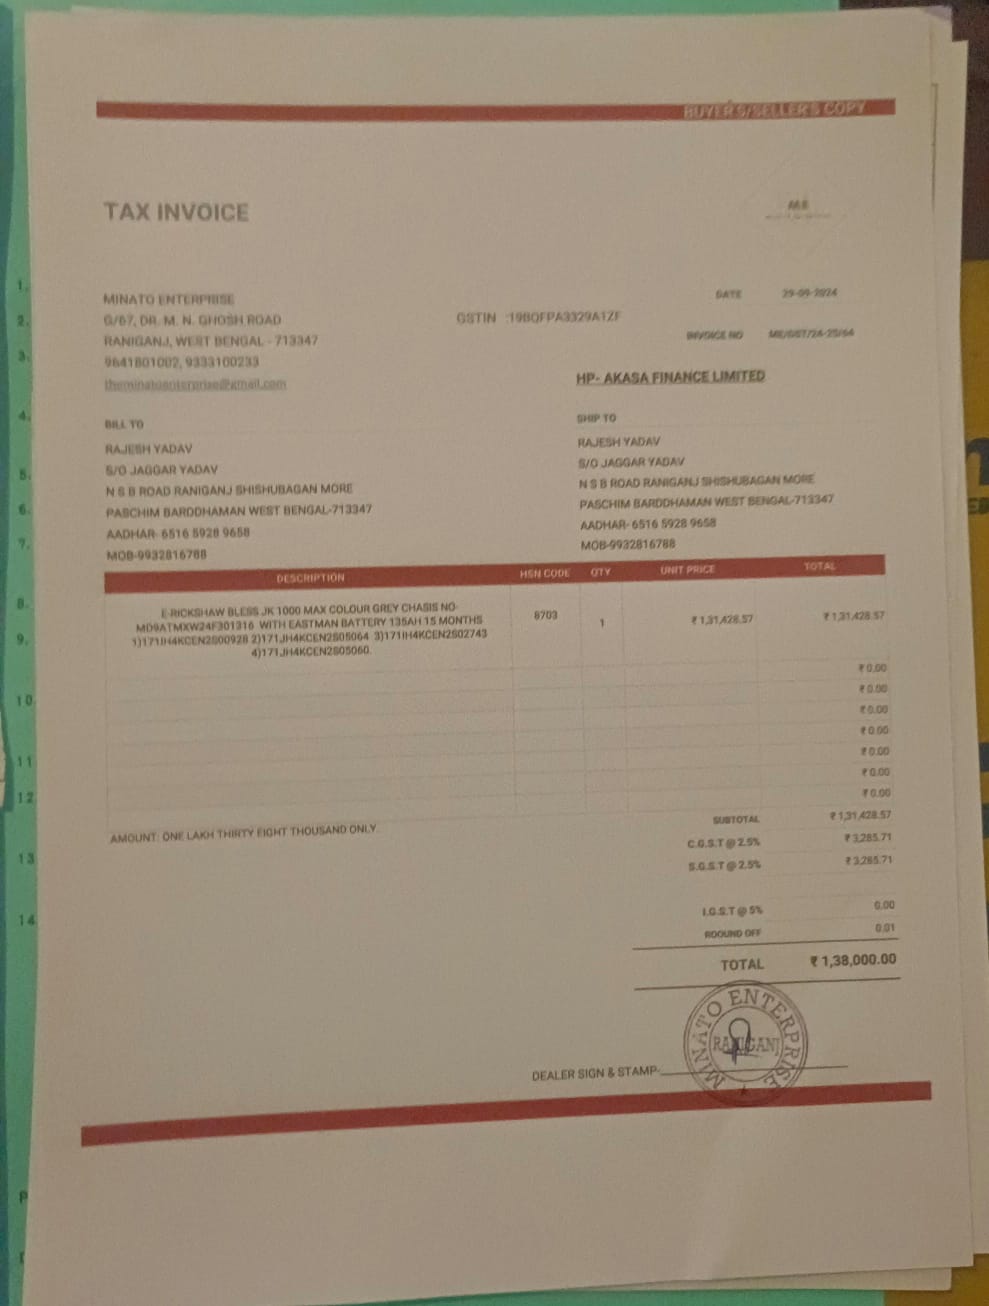 BUYER'S/SELLER'S COPY
TAX INVOICE
MINATO ENTERPRISE
G/67, DR. M. N. GHOSH ROAD
RANIGANJ, WEST BENGAL - 713347
9641801002, 9333100233
theminatoenterprise@gmail.com
GSTIN :19BQFPA3329A1ZF
DATE 29-09-2024
INVOICE NO ME/GST/24-25/64
HP- AKASA FINANCE LIMITED
BILL TO
RAJESH YADAV
S/O JAGGAR YADAV
N S B ROAD RANIGANJ SHISHUBAGAN MORE
PASCHIM BARDDHAMAN WEST BENGAL-713347
AADHAR- 6516 5928 9658
MOB-9932816788
SHIP TO
RAJESH YADAV
S/O JAGGAR YADAV
N S B ROAD RANIGANJ SHISHUBAGAN MORE
PASCHIM BARDDHAMAN WEST BENGAL-713347
AADHAR- 6516 5928 9658
MOB-9932816788
DESCRIPTION HSN CODE QTY UNIT PRICE TOTAL
E-RICKSHAW BLESS JK 1000 MAX COLOUR GREY CHASIS NO-
MD9ATMXW24F301316 WITH EASTMAN BATTERY 135AH 15 MONTHS
1)171IH4KCEN2S00928 2)171JH4KCEN2S05064 3)171IH4KCEN2S02743
4)171JH4KCEN2S05060.
8703 1 ₹ 1,31,428.57 ₹ 1,31,428.57
₹ 0.00
₹ 0.00
₹ 0.00
₹ 0.00
₹ 0.00
₹ 0.00
₹ 0.00
AMOUNT: ONE LAKH THIRTY EIGHT THOUSAND ONLY.
SUBTOTAL ₹ 1,31,428.57
C.G.S.T @ 2.5% ₹ 3,285.71
S.G.S.T @ 2.5% ₹ 3,285.71
I.G.S.T @ 5% 0.00
ROOUND OFF 0.01
TOTAL ₹ 1,38,000.00
MINATO ENTERPRISE
RANIGANJ
DEALER SIGN & STAMP-
1.
2.
3.
4.
5.
6.
7.
8.
9.
10
11
12
13
14